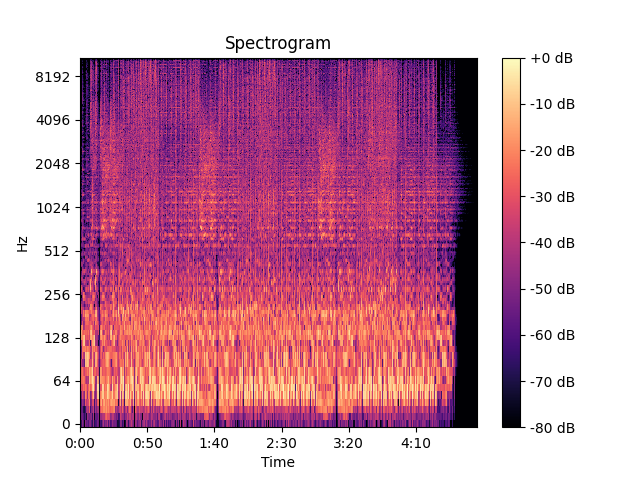 Spectrogram
8192
4096
2048
1024
512
256
128
64
0
Hz
0:00 0:50 1:40 2:30 3:20 4:10
Time
+0 dB
-10 dB
-20 dB
-30 dB
-40 dB
-50 dB
-60 dB
-70 dB
-80 dB